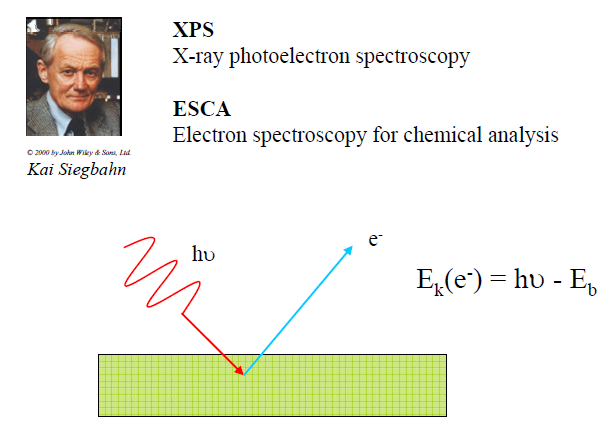 XPS
X-ray photoelectron spectroscopy
ESCA
Electron spectroscopy for chemical analysis
© 2000 by John Wiley & Sons, Ltd.
Kai Siegbahn
hυ
e⁻
Eₖ(e⁻) = hυ - E_b